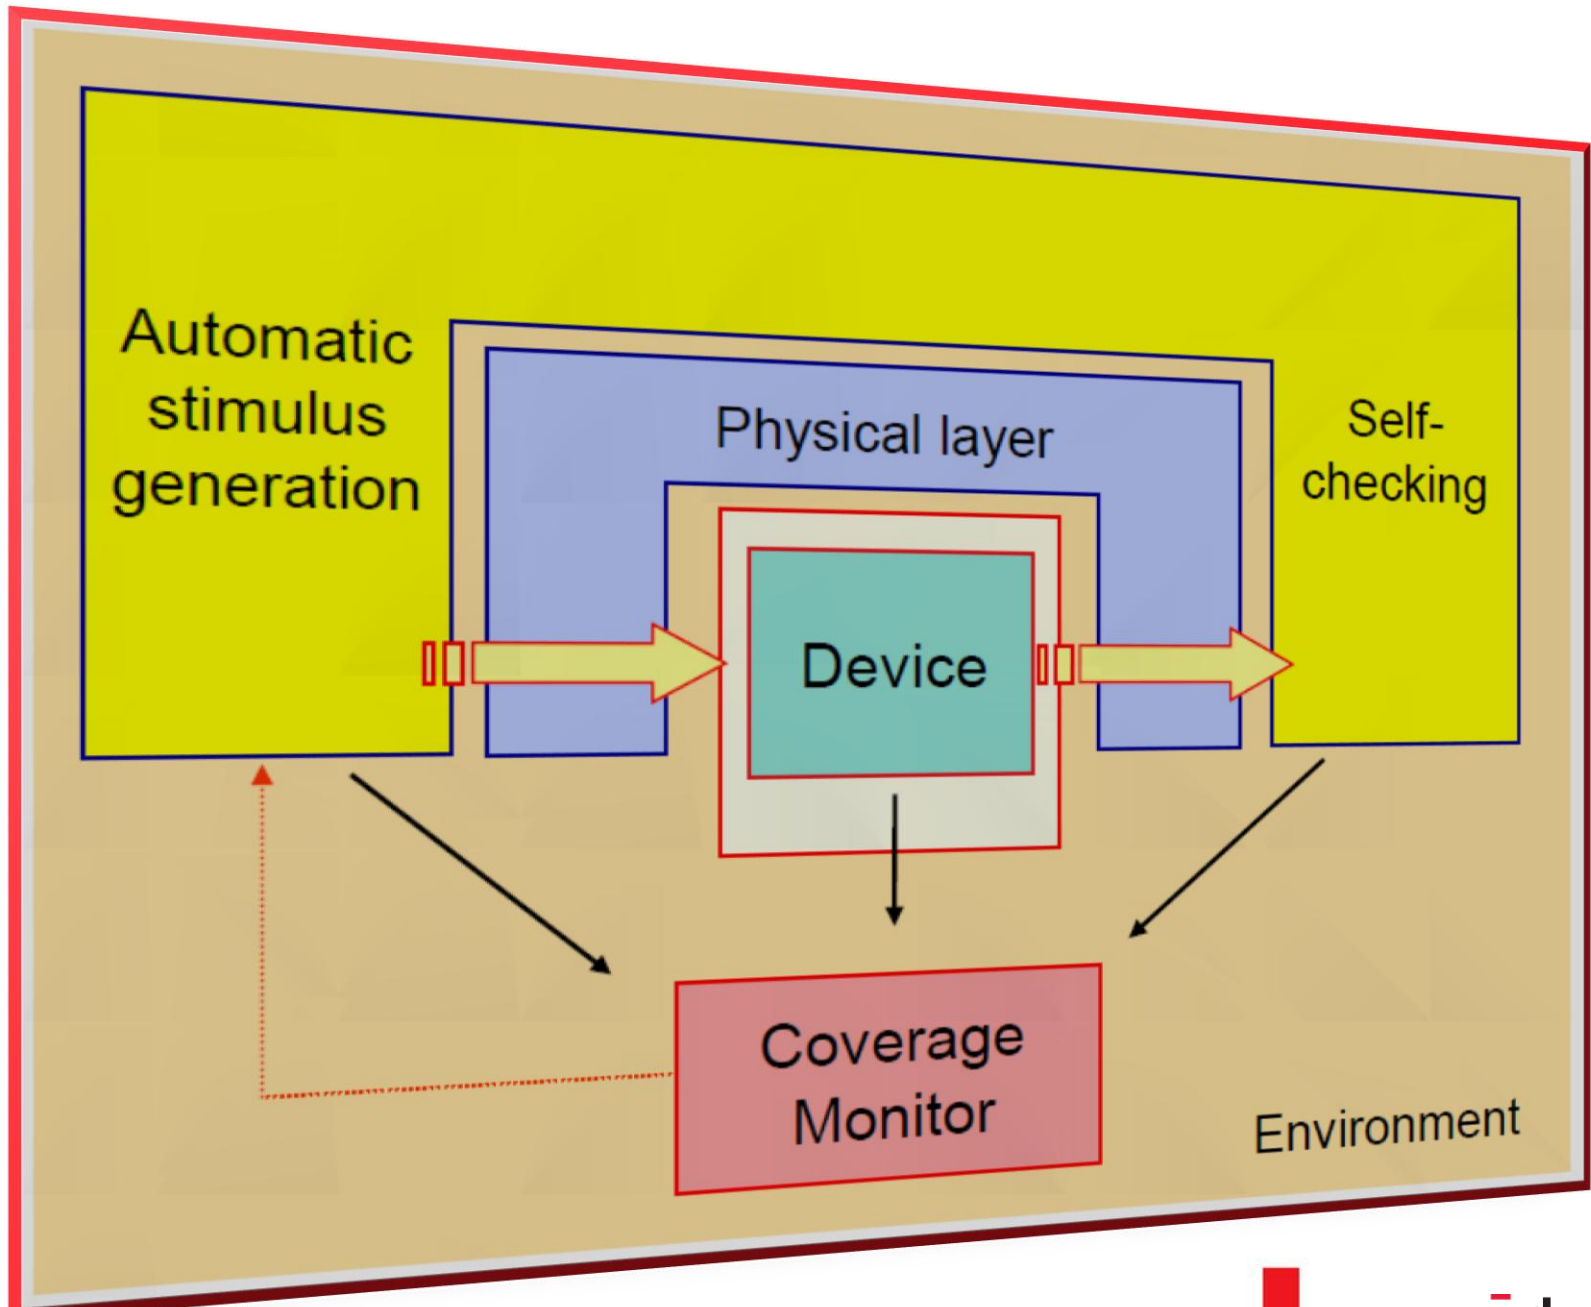 Automatic
stimulus
generation
Physical layer
Self-
checking
Device
Coverage
Monitor
Environment